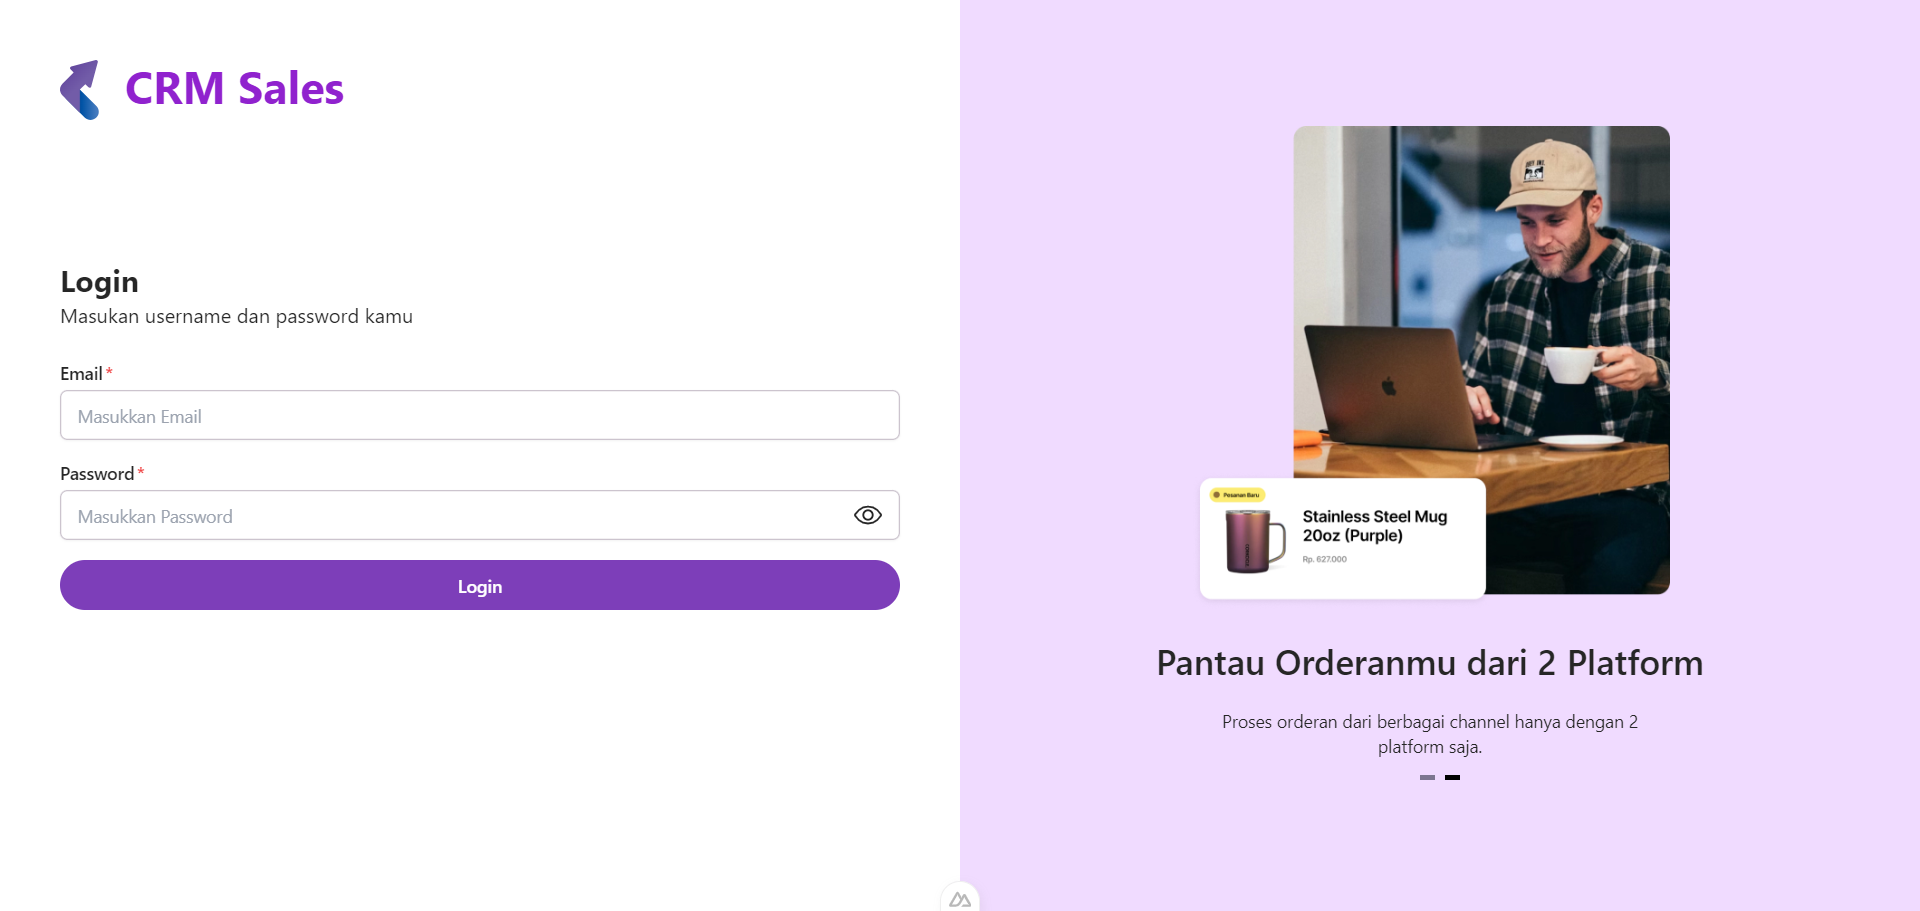 CRM Sales
Login
Masukan username dan password kamu
Email*
Masukkan Email
Password*
Masukkan Password
Login
Pesanan Baru
Stainless Steel Mug
20oz (Purple)
Rp. 627.000
Pantau Orderanmu dari 2 Platform
Proses orderan dari berbagai channel hanya dengan 2
platform saja.